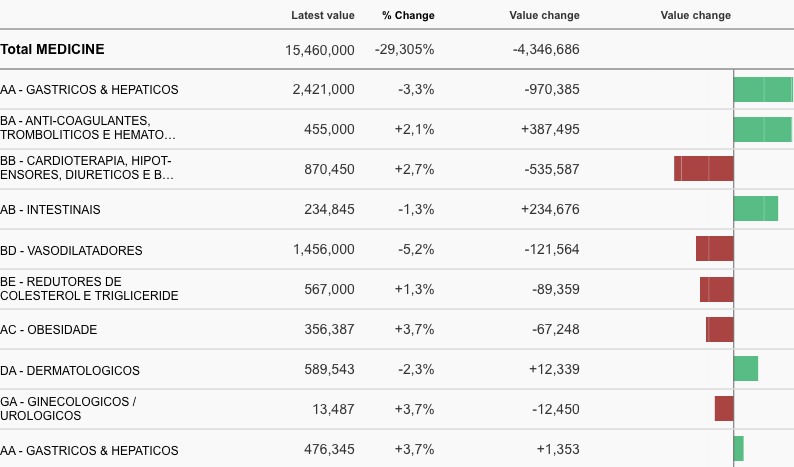 Latest value % Change Value change Value change
Total MEDICINE 15,460,000 -29,305% -4,346,686
AA - GASTRICOS & HEPATICOS 2,421,000 -3,3% -970,385
BA - ANTI-COAGULANTES,
TROMBOLITICOS E HEMATO… 455,000 +2,1% +387,495
BB - CARDIOTERAPIA, HIPOT-
ENSORES, DIURETICOS E B… 870,450 +2,7% -535,587
AB - INTESTINAIS 234,845 -1,3% +234,676
BD - VASODILATADORES 1,456,000 -5,2% -121,564
BE - REDUTORES DE
COLESTEROL E TRIGLICERIDE 567,000 +1,3% -89,359
AC - OBESIDADE 356,387 +3,7% -67,248
DA - DERMATOLOGICOS 589,543 -2,3% +12,339
GA - GINECOLOGICOS /
UROLOGICOS 13,487 +3,7% -12,450
AA - GASTRICOS & HEPATICOS 476,345 +3,7% +1,353